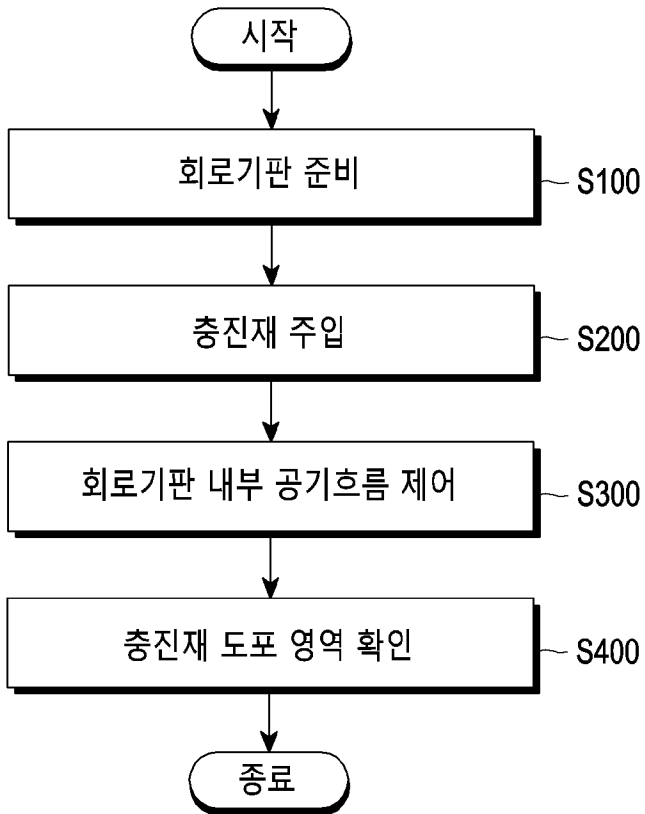 시작
회로기판 준비
S100
충진재 주입
S200
회로기판 내부 공기흐름 제어
S300
충진재 도포 영역 확인
S400
종료